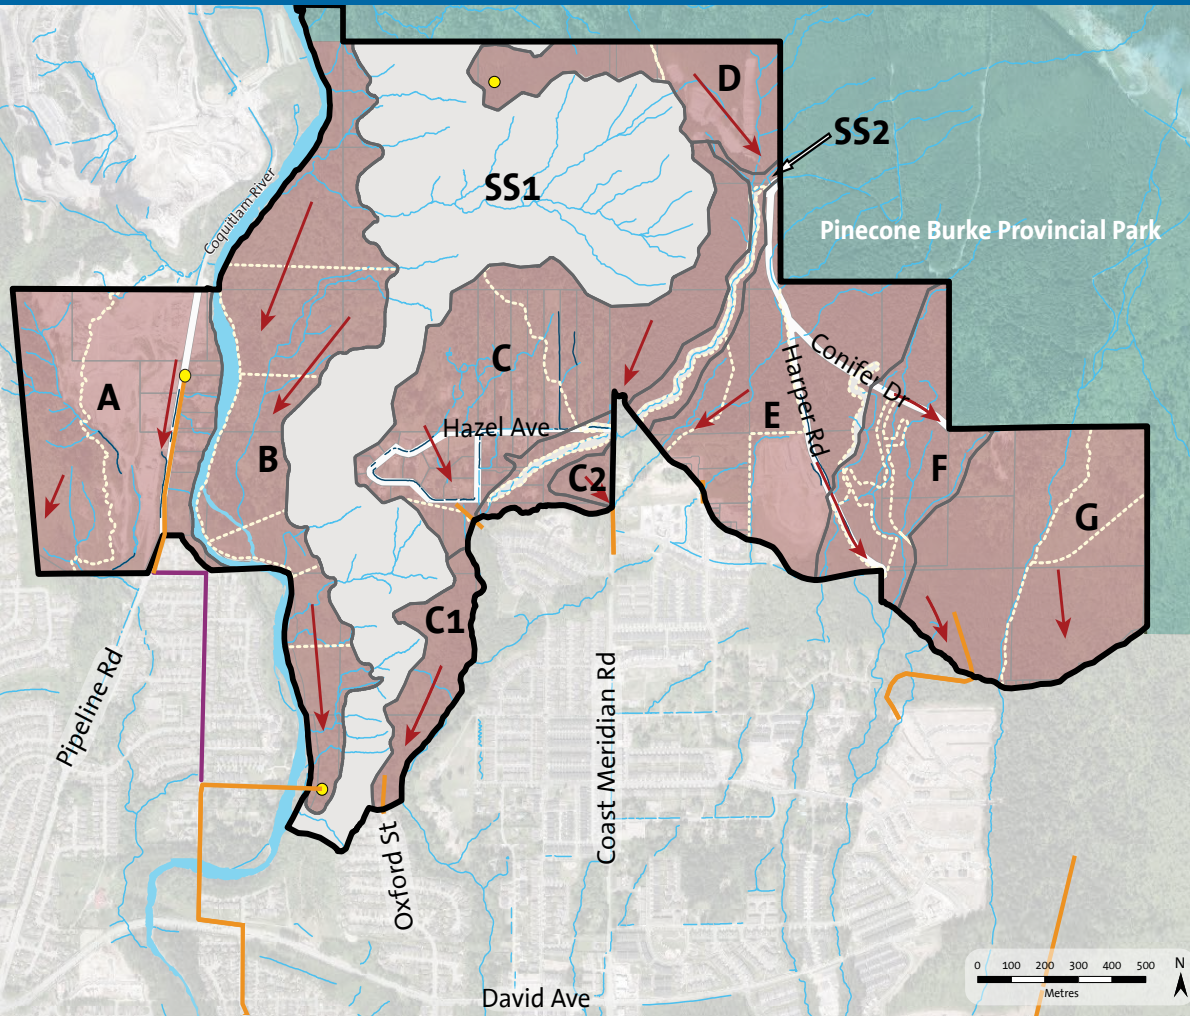 D
SS2
SS1
Coquitlam River
Pinecone Burke Provincial Park
A
C
Conifer Dr
Harper Rd
E
Hazel Ave
B
C2
F
G
C1
Pipeline Rd
Coast Meridian Rd
Oxford St
David Ave
0 100 200 300 400 500
Metres
N